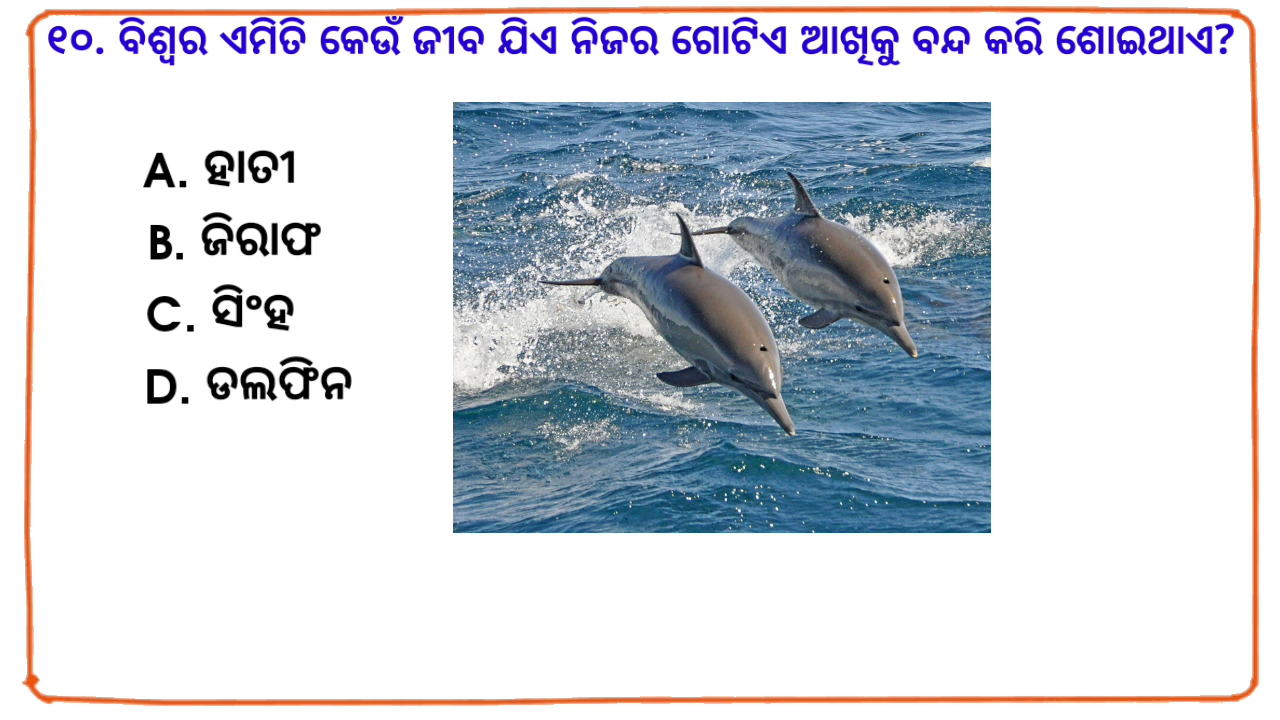 ୧୦. ବିଶ୍ୱର ଏମିତି କେଉଁ ଜୀବ ଯିଏ ନିଜର ଗୋଟିଏ ଆଖିକୁ ବନ୍ଦ କରି ଶୋଇଥାଏ?
A. ହାତୀ
B. ଜିରାଫ
C. ସିଂହ
D. ଡଲଫିନ